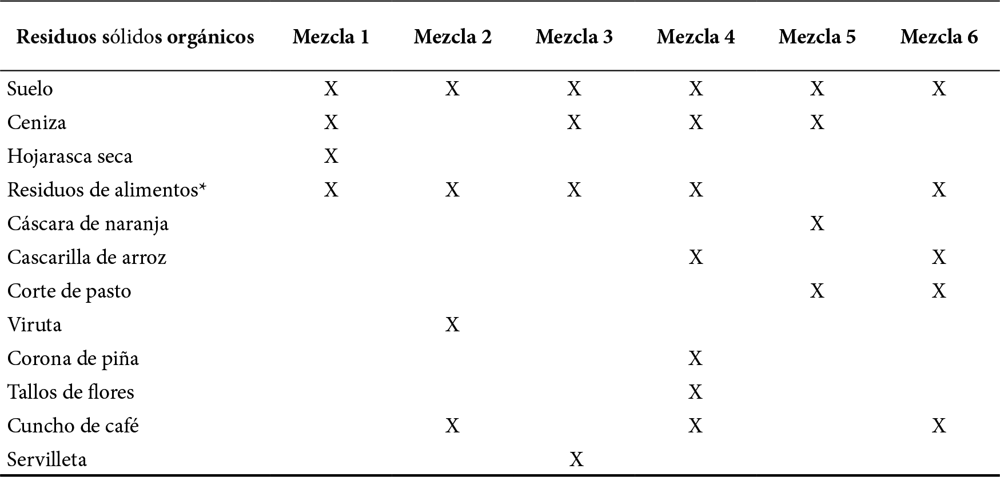 Residuos sólidos orgánicos Mezcla 1 Mezcla 2 Mezcla 3 Mezcla 4 Mezcla 5 Mezcla 6
Suelo X X X X X X
Ceniza X X X X
Hojarasca seca X
Residuos de alimentos* X X X X X
Cáscara de naranja X
Cascarilla de arroz X X
Corte de pasto X X
Viruta X
Corona de piña X
Tallos de flores X
Cuncho de café X X X
Servilleta X